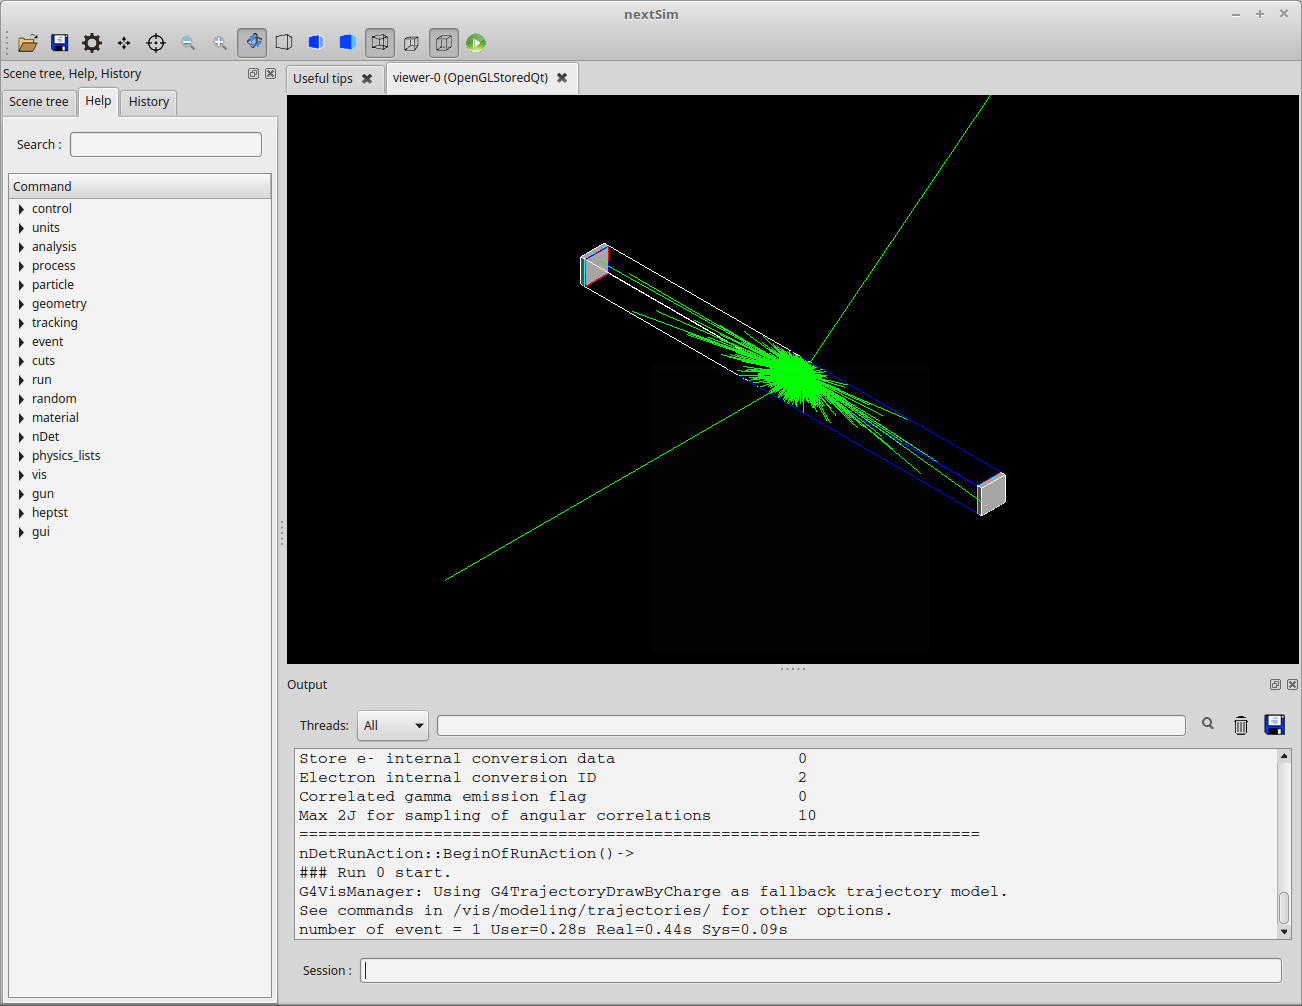 nextSim
Scene tree, Help, History
Useful tips
viewer-0 (OpenGLStoredQt)
Scene tree
Help
History
Search :
Command
control
units
analysis
process
particle
geometry
tracking
event
cuts
run
random
material
nDet
physics_lists
vis
gun
heptst
gui
Output
Threads:
All
Store e- internal conversion data 0
Electron internal conversion ID 2
Correlated gamma emission flag 0
Max 2J for sampling of angular correlations 10
=======================================================================
nDetRunAction::BeginOfRunAction()->
### Run 0 start.
G4VisManager: Using G4TrajectoryDrawByCharge as fallback trajectory model.
See commands in /vis/modeling/trajectories/ for other options.
number of event = 1 User=0.28s Real=0.44s Sys=0.09s
Session :